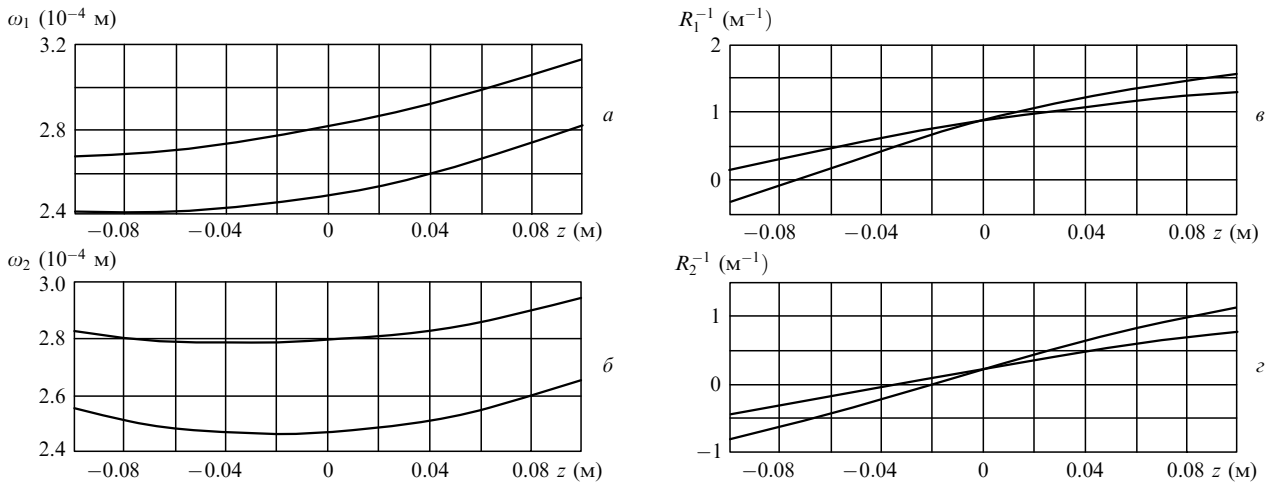 ω₁ (10⁻⁴ м)
3.2
2.8
2.4
−0.08 −0.04 0 0.04 0.08 z (м)
а
ω₂ (10⁻⁴ м)
3.0
2.8
2.6
2.4
−0.08 −0.04 0 0.04 0.08 z (м)
б
R₁⁻¹ (м⁻¹)
2
1
0
−0.08 −0.04 0 0.04 0.08 z (м)
в
R₂⁻¹ (м⁻¹)
1
0
−1
−0.08 −0.04 0 0.04 0.08 z (м)
г